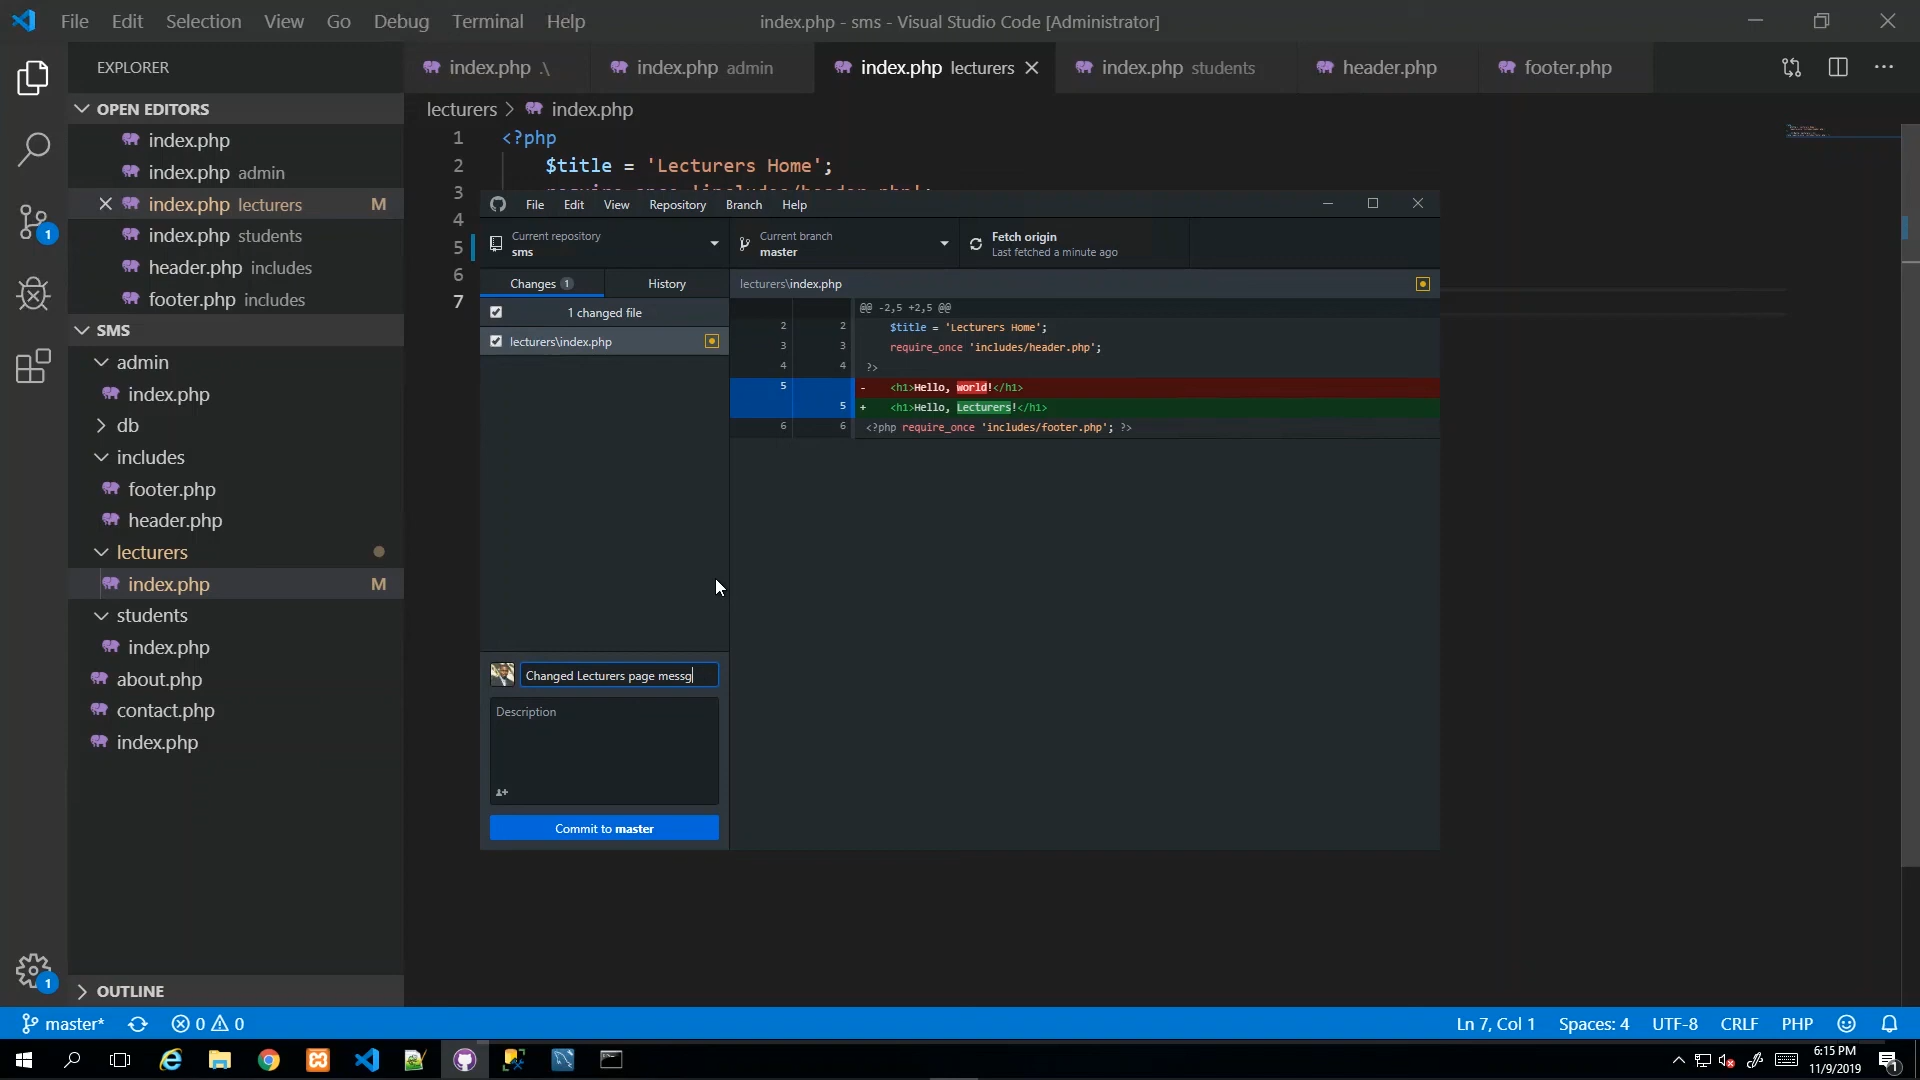 File Edit Selection View Go Debug Terminal Help
index.php - sms - Visual Studio Code [Administrator]
EXPLORER
OPEN EDITORS
index.php
index.php admin
index.php lecturers M
index.php students
header.php includes
footer.php includes
SMS
admin
index.php
db
includes
footer.php
header.php
lecturers
index.php M
students
index.php
about.php
contact.php
index.php
OUTLINE
1
1
index.php .\
index.php admin
index.php lecturers
index.php students
header.php
footer.php
lecturers > index.php
1 <?php
2 $title = 'Lecturers Home';
3 require_once 'includes/header.php';
4
5
6
7
File Edit View Repository Branch Help
Current repository
sms
Current branch
master
Fetch origin
Last fetched a minute ago
Changes 1
History
lecturers\index.php
1 changed file
lecturers\index.php
@@ -2,5 +2,5 @@
2 2 $title = 'Lecturers Home';
3 3 require_once 'includes/header.php';
4 4 ?>
5 - <h1>Hello, world!</h1>
5 + <h1>Hello, Lecturers!</h1>
6 6 <?php require_once 'includes/footer.php'; ?>
Changed Lecturers page messg
Description
Commit to master
master* 0 0
Ln 7, Col 1 Spaces: 4 UTF-8 CRLF PHP
6:15 PM
11/9/2019
1